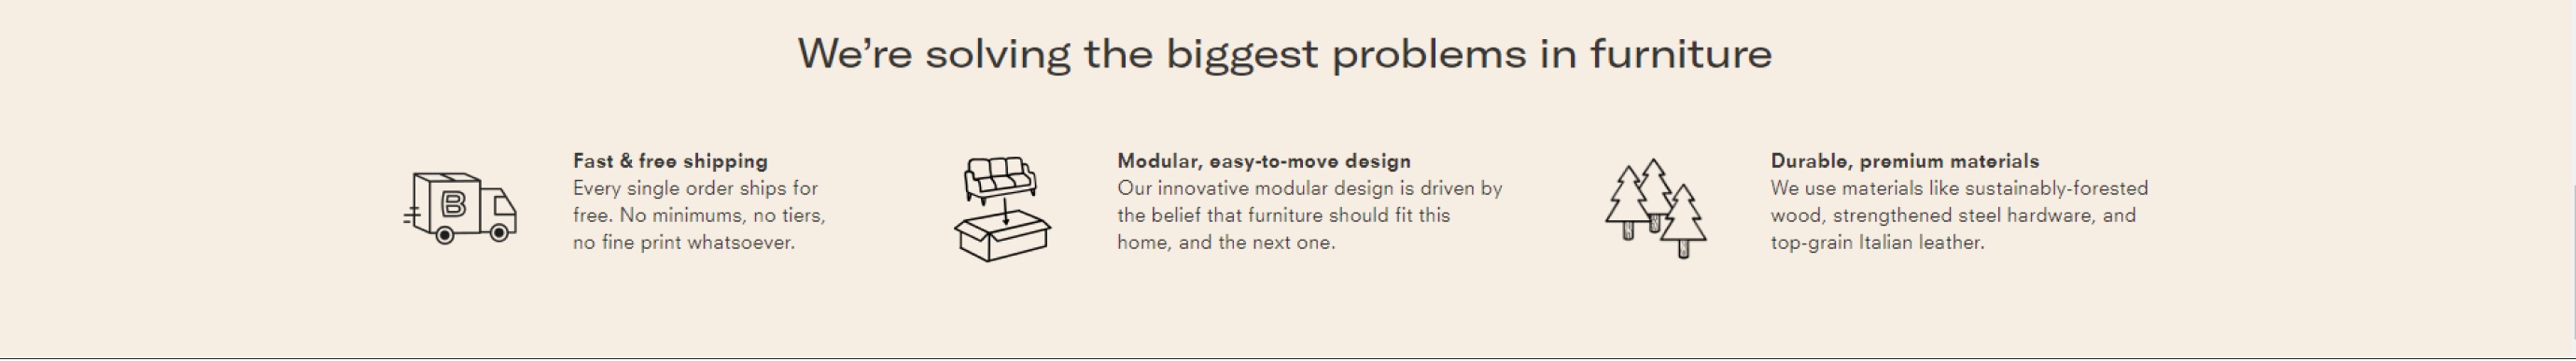 We’re solving the biggest problems in furniture
B
Fast & free shipping
Every single order ships for
free. No minimums, no tiers,
no fine print whatsoever.
Modular, easy-to-move design
Our innovative modular design is driven by
the belief that furniture should fit this
home, and the next one.
Durable, premium materials
We use materials like sustainably-forested
wood, strengthened steel hardware, and
top-grain Italian leather.